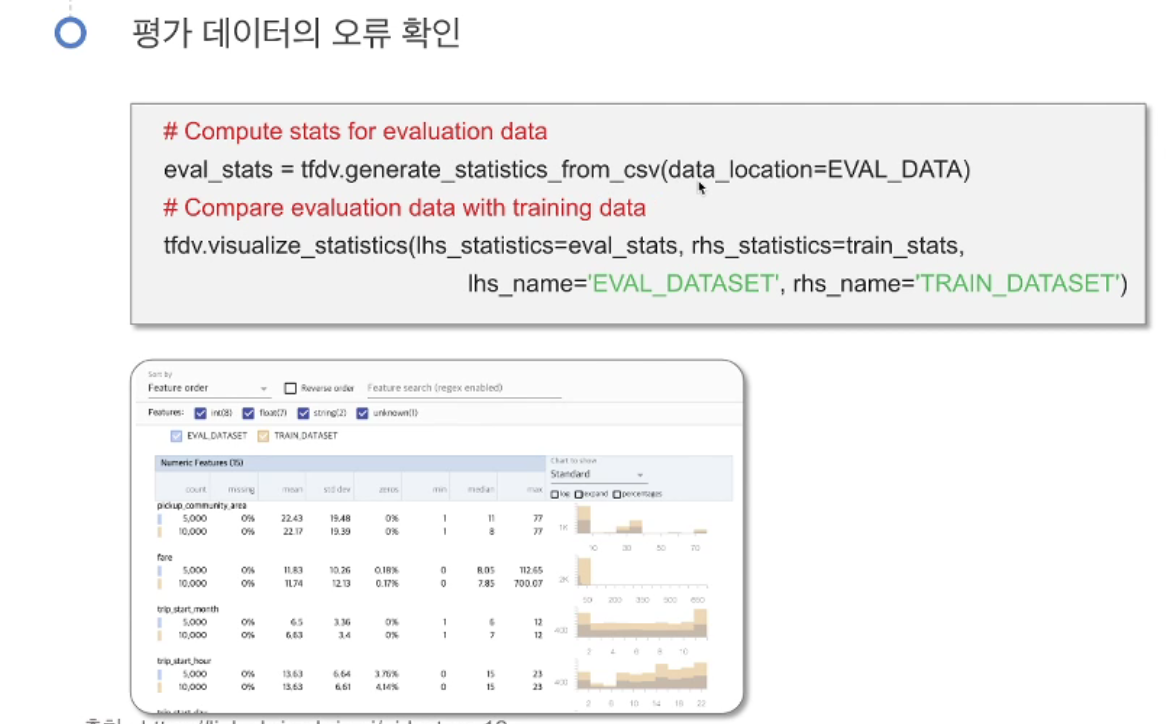 평가 데이터의 오류 확인
# Compute stats for evaluation data
eval_stats = tfdv.generate_statistics_from_csv(data_location=EVAL_DATA)
# Compare evaluation data with training data
tfdv.visualize_statistics(lhs_statistics=eval_stats, rhs_statistics=train_stats,
lhs_name='EVAL_DATASET', rhs_name='TRAIN_DATASET')
Sort by
Feature order Reverse order Feature search (regex enabled)
Features: int(8) float(7) string(2) unknown(1)
EVAL_DATASET TRAIN_DATASET
Numeric Features (15) Chart to show
Standard
count missing mean std dev zeros min median max log expand percentages
pickup_community_area
5,000 0% 22.43 19.48 0% 1 11 77
10,000 0% 22.17 19.39 0% 1 8 77 1K
10 30 50 70
fare
5,000 0% 11.83 10.26 0.18% 0 8.05 112.65
10,000 0% 11.74 12.13 0.17% 0 7.85 700.07 2K
50 200 350 500 650
trip_start_month
5,000 0% 6.5 3.36 0% 1 6 12
10,000 0% 6.63 3.4 0% 1 7 12 400
2 4 6 8 10
trip_start_hour
5,000 0% 13.63 6.64 3.76% 0 15 23
10,000 0% 13.63 6.61 4.14% 0 15 23 400
2 6 10 14 18 22
trip_start_day